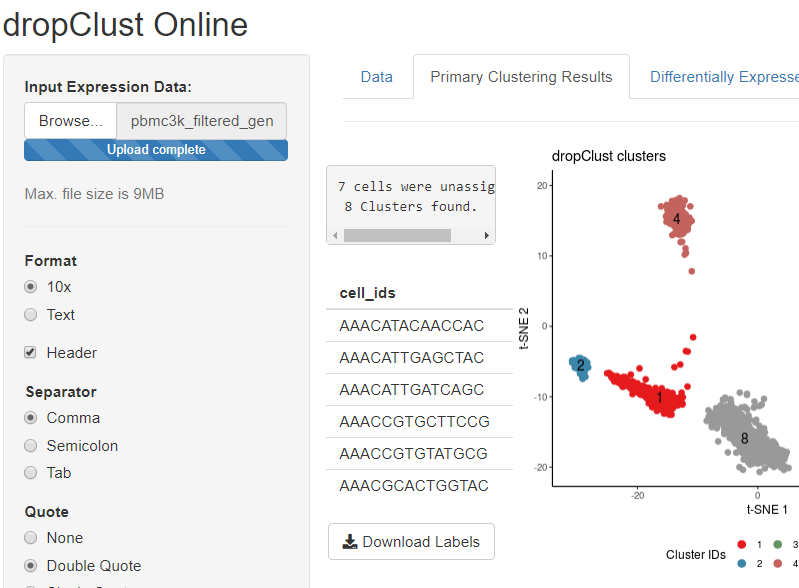 dropClust Online
Input Expression Data:
Browse... pbmc3k_filtered_gen
Upload complete
Max. file size is 9MB
Format
10x
Text
Header
Separator
Comma
Semicolon
Tab
Quote
None
Double Quote
Data Primary Clustering Results Differentially Expresse
7 cells were unassig
8 Clusters found.
cell_ids
AAACATACAACCAC
AAACATTGAGCTAC
AAACATTGATCAGC
AAACCGTGCTTCCG
AAACCGTGTATGCG
AAACGCACTGGTAC
Download Labels
dropClust clusters
20
10
0
-10
-20
t-SNE 2
4
2
1
8
-20 0
t-SNE 1
Cluster IDs
1 3
2 4